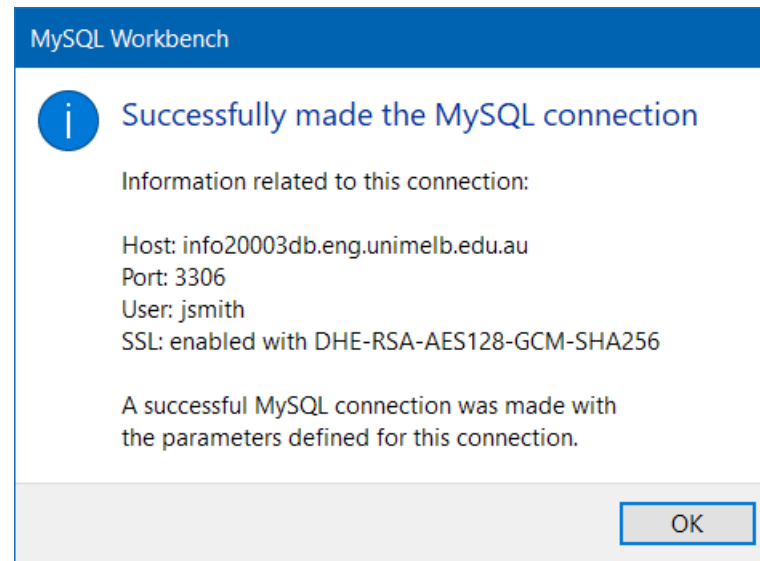 MySQL Workbench
i
Successfully made the MySQL connection
Information related to this connection:
Host: info20003db.eng.unimelb.edu.au
Port: 3306
User: jsmith
SSL: enabled with DHE-RSA-AES128-GCM-SHA256
A successful MySQL connection was made with
the parameters defined for this connection.
OK